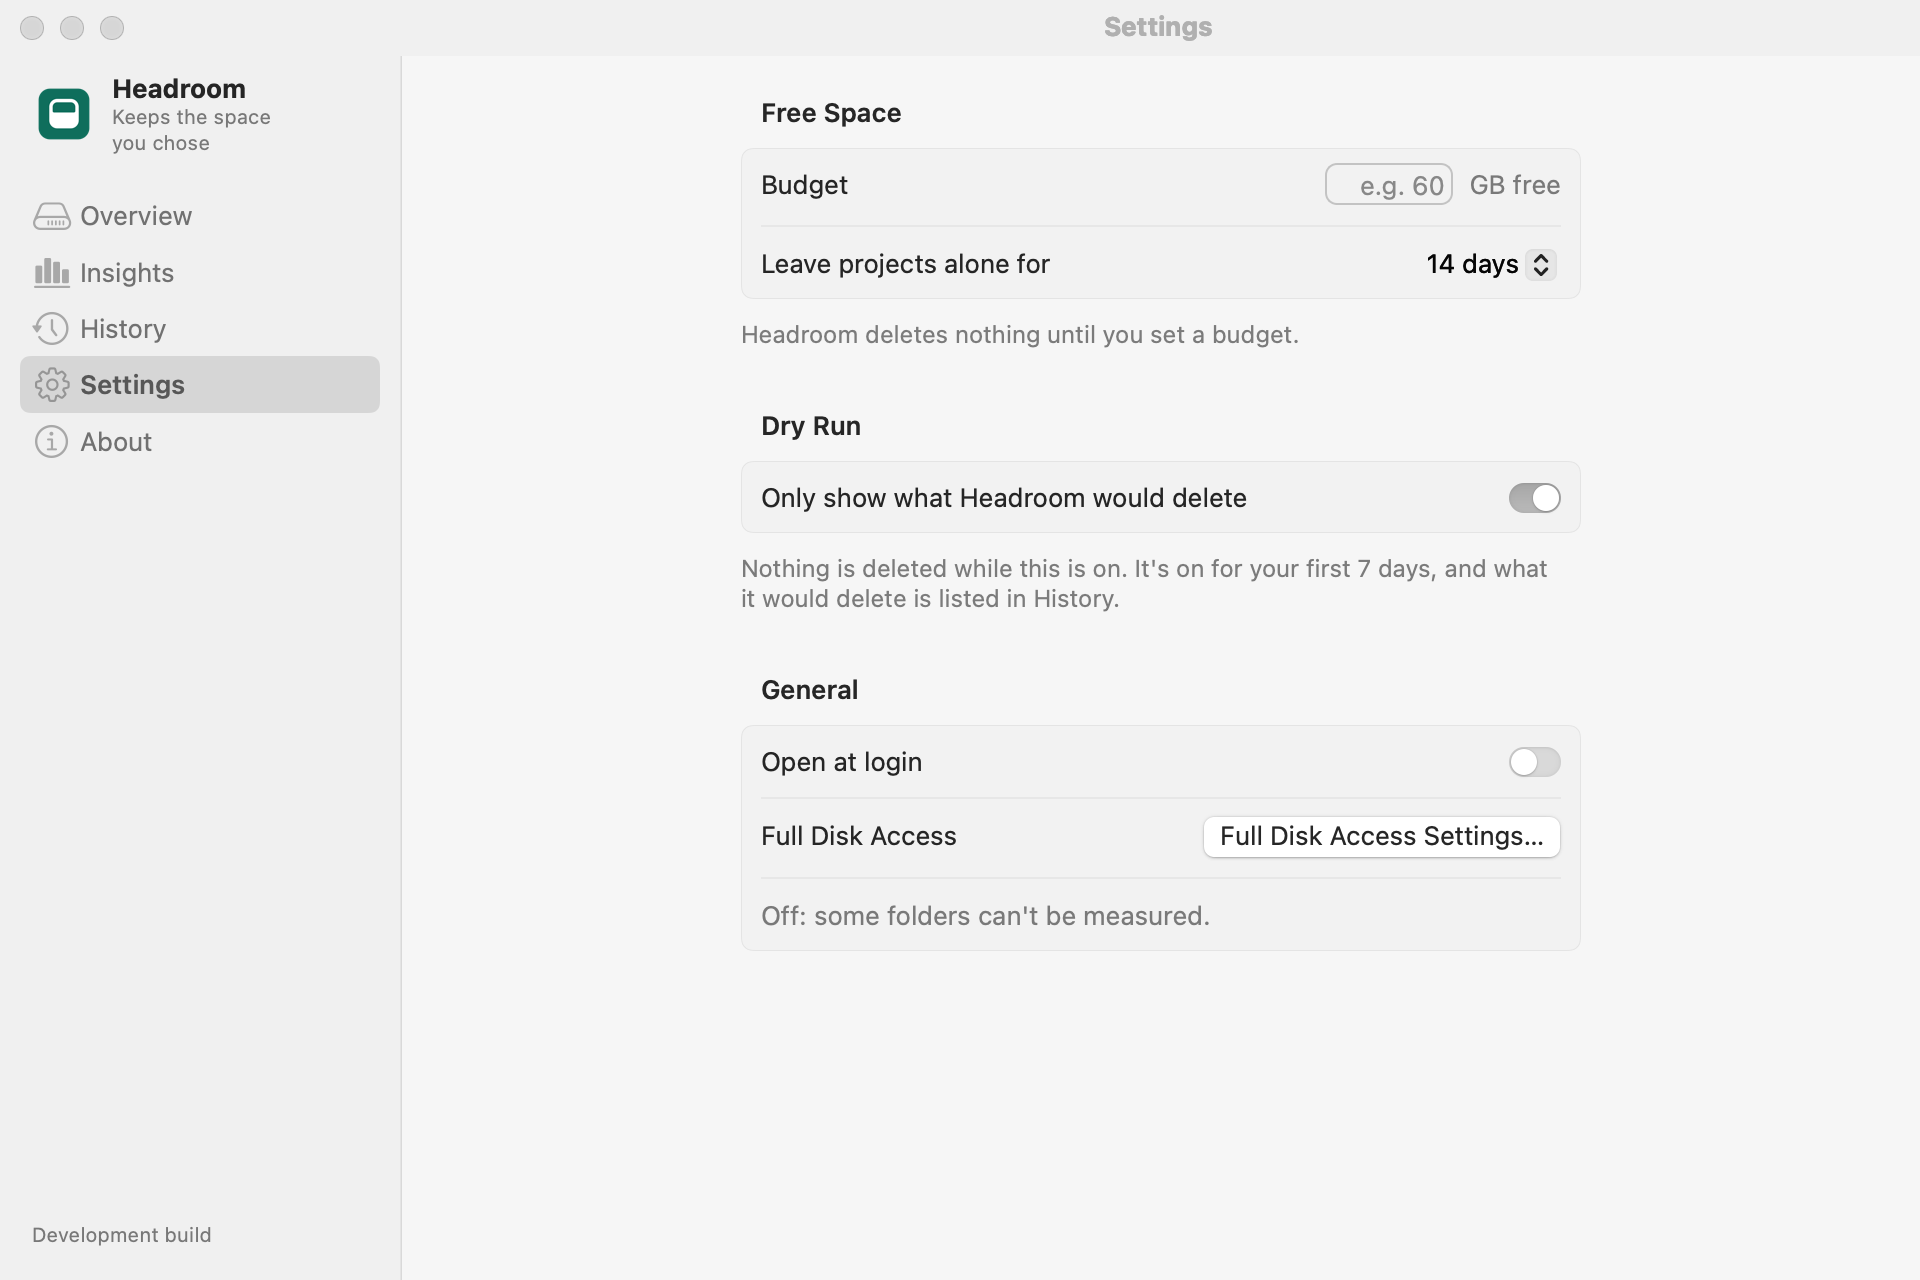 Settings
Headroom
Keeps the space
you chose
Overview
Insights
History
Settings
About
Development build
Free Space
Budget
e.g. 60
GB free
Leave projects alone for
14 days
Headroom deletes nothing until you set a budget.
Dry Run
Only show what Headroom would delete
Nothing is deleted while this is on. It's on for your first 7 days, and what
it would delete is listed in History.
General
Open at login
Full Disk Access
Full Disk Access Settings...
Off: some folders can't be measured.